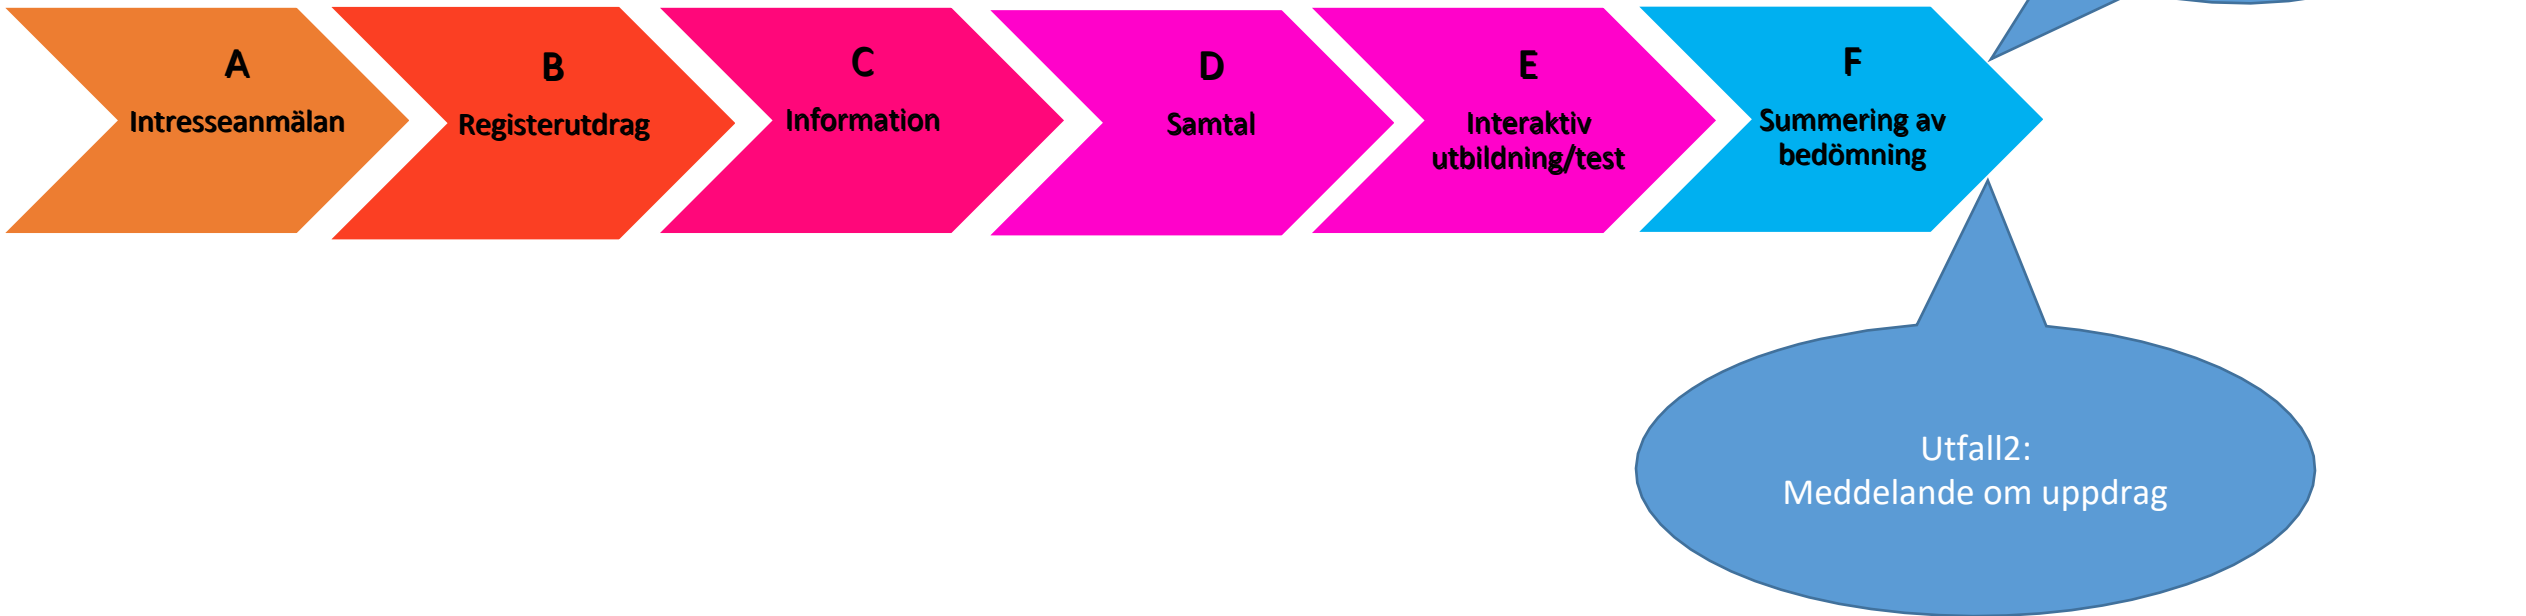 A
Intresseanmälan
B
Registerutdrag
C
Information
D
Samtal
E
Interaktiv
utbildning/test
F
Summering av
bedömning
Utfall2:
Meddelande om uppdrag